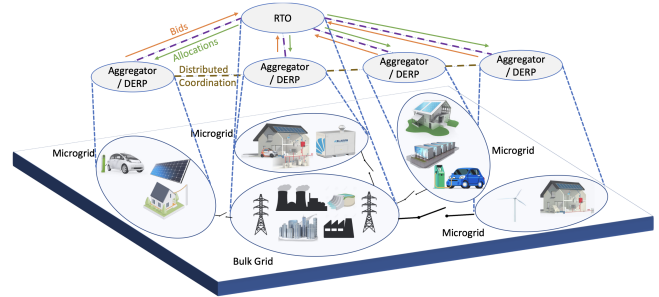 RTO
Bids
Allocations
Aggregator
/ DERP
Distributed
Coordination
Aggregator
/ DERP
Aggregator
/ DERP
Aggregator
/ DERP
Microgrid
Microgrid
Microgrid
Microgrid
Bulk Grid